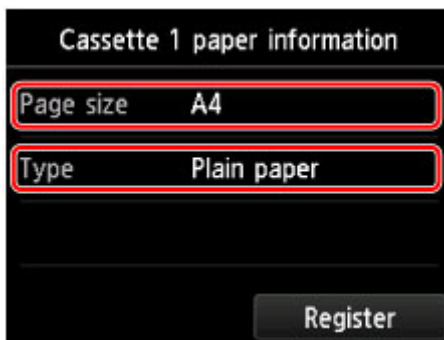 Cassette 1 paper information
Page size A4
Type Plain paper
Register